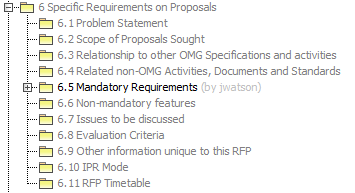 6 Specific Requirements on Proposals
6.1 Problem Statement
6.2 Scope of Proposals Sought
6.3 Relationship to other OMG Specifications and activities
6.4 Related non-OMG Activities, Documents and Standards
6.5 Mandatory Requirements (by jwatson)
6.6 Non-mandatory features
6.7 Issues to be discussed
6.8 Evaluation Criteria
6.9 Other information unique to this RFP
6.10 IPR Mode
6.11 RFP Timetable